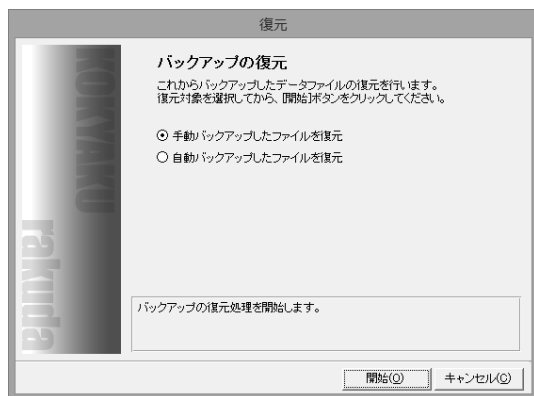 復元
バックアップの復元
これからバックアップしたデータファイルの復元を行います。
復元対象を選択してから、[開始]ボタンをクリックしてください。
手動バックアップしたファイルを復元
自動バックアップしたファイルを復元
KOKYAKU
rakuda
バックアップの復元処理を開始します。
開始(O)
キャンセル(C)